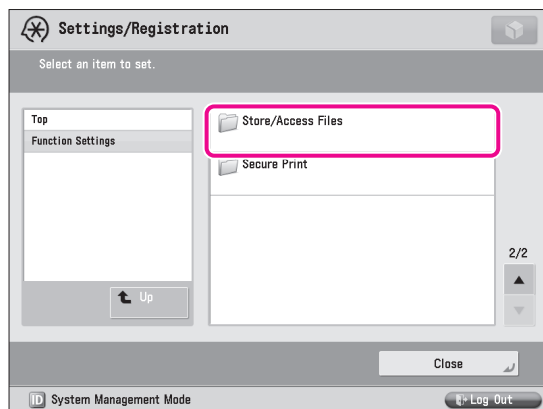 Settings/Registration
Select an item to set.
Top
Function Settings
Up
Store/Access Files
Secure Print
2/2
Close
ID System Management Mode
Log Out